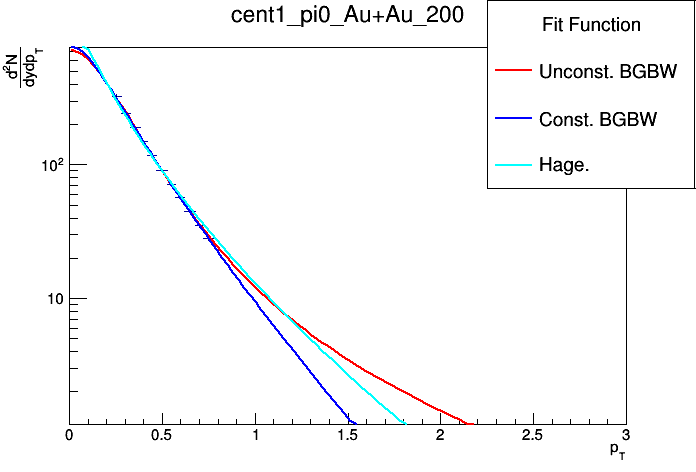 cent1_pi0_Au+Au_200
d²N
dydp_T
Fit Function
Unconst. BGBW
Const. BGBW
Hage.
10²
10
0 0.5 1 1.5 2 2.5 3
p_T